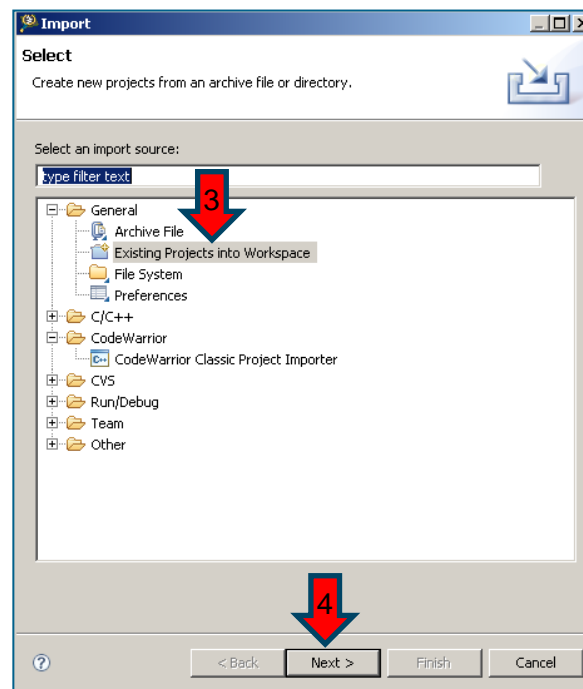 Import
Select
Create new projects from an archive file or directory.
Select an import source:
type filter text
General
3
Archive File
Existing Projects into Workspace
File System
Preferences
C/C++
CodeWarrior
C++ CodeWarrior Classic Project Importer
CVS
Run/Debug
Team
Other
4
? < Back Next > Finish Cancel